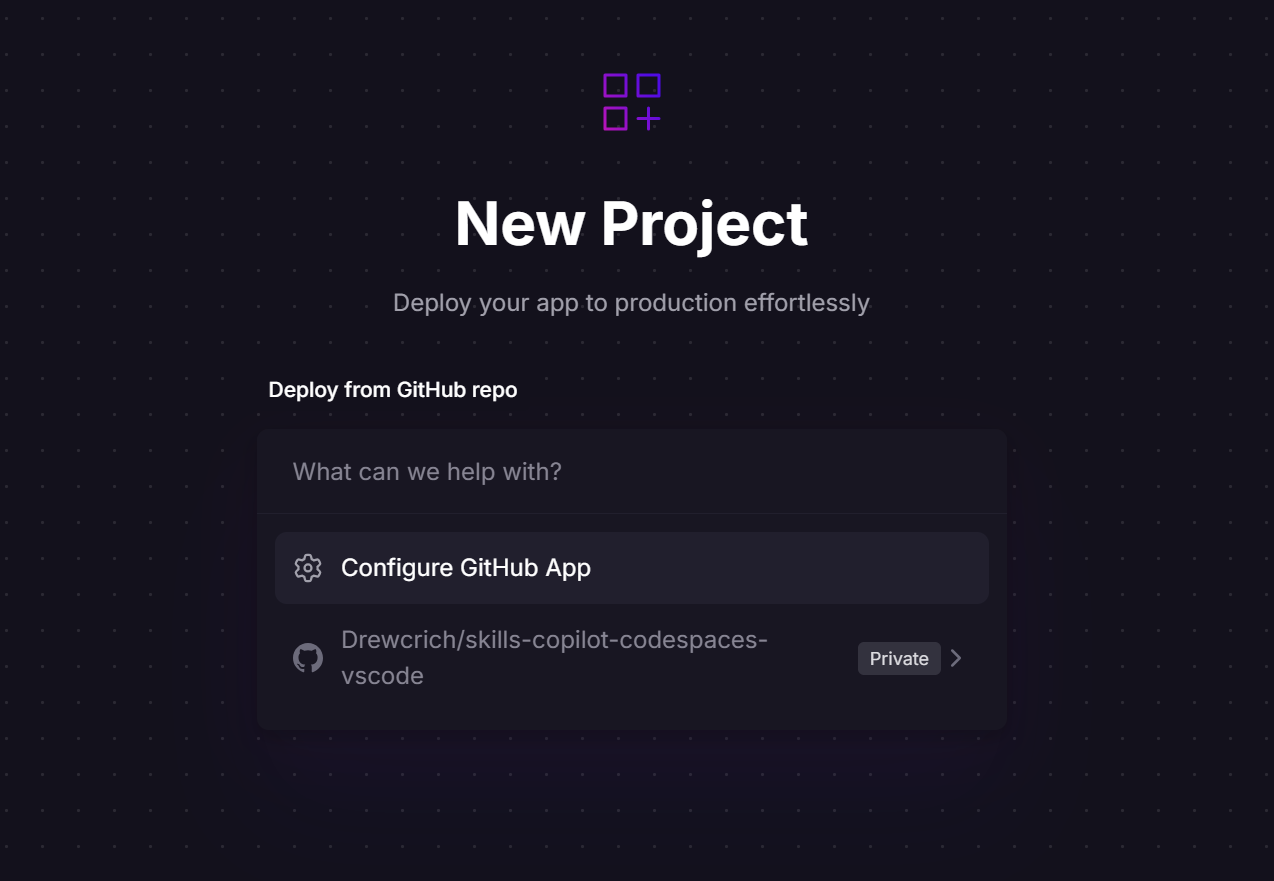 New Project
Deploy your app to production effortlessly
Deploy from GitHub repo
What can we help with?
Configure GitHub App
Drewcrich/skills-copilot-codespaces-
vscode
Private